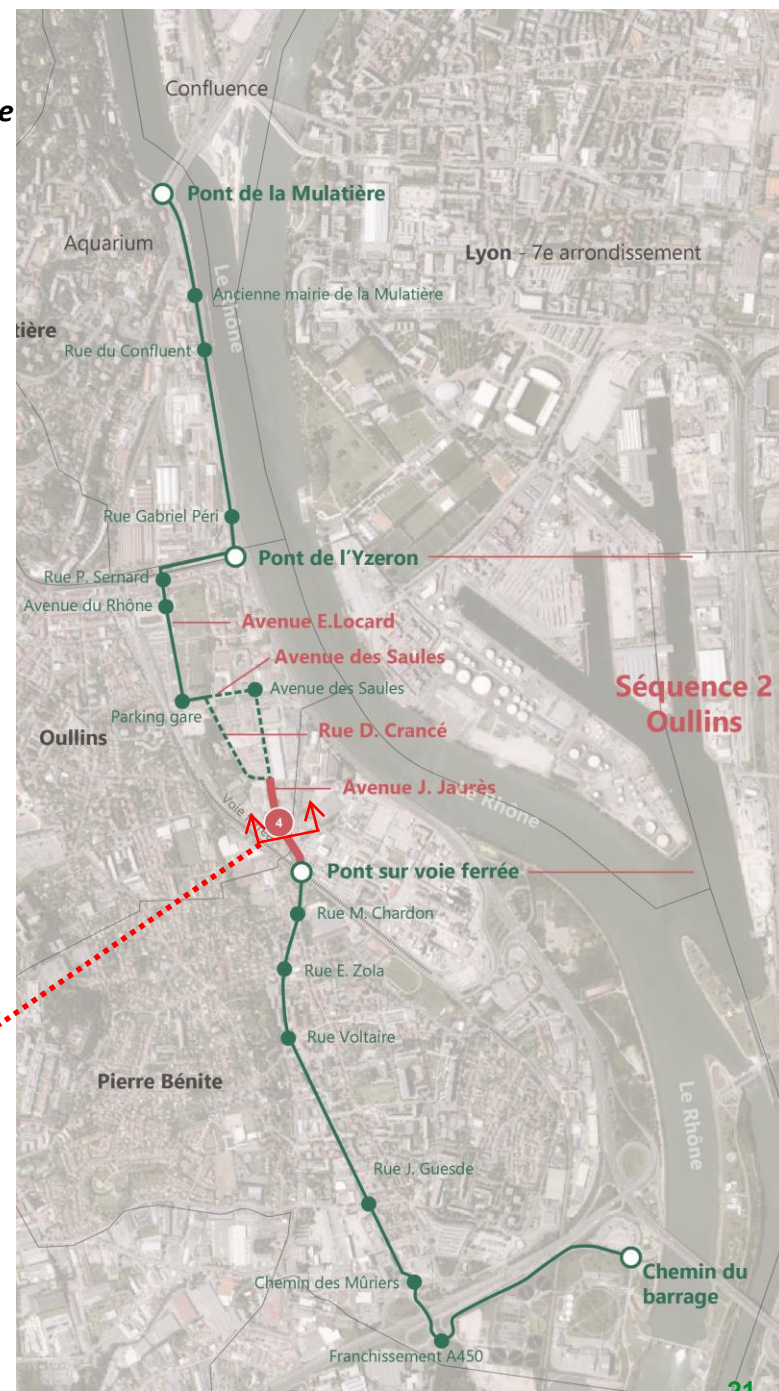 Confluence
e
Pont de la Mulatière
Aquarium
Lyon - 7e arrondissement
Le Rhône
Ancienne mairie de la Mulatière
tière
Rue du Confluent
Rue Gabriel Péri
Pont de l'Yzeron
Rue P. Sernard
Avenue du Rhône
Avenue E.Locard
Avenue des Saules
Avenue des Saules
Séquence 2
Oullins
Parking gare
Oullins
Rue D. Crancé
Avenue J. Jaurès
Le Rhône
Voie
4
Pont sur voie ferrée
Rue M. Chardon
Rue E. Zola
Rue Voltaire
Pierre Bénite
Le Rhône
Rue J. Guesde
Chemin des Mûriers
Chemin du
barrage
Franchissement A450
21